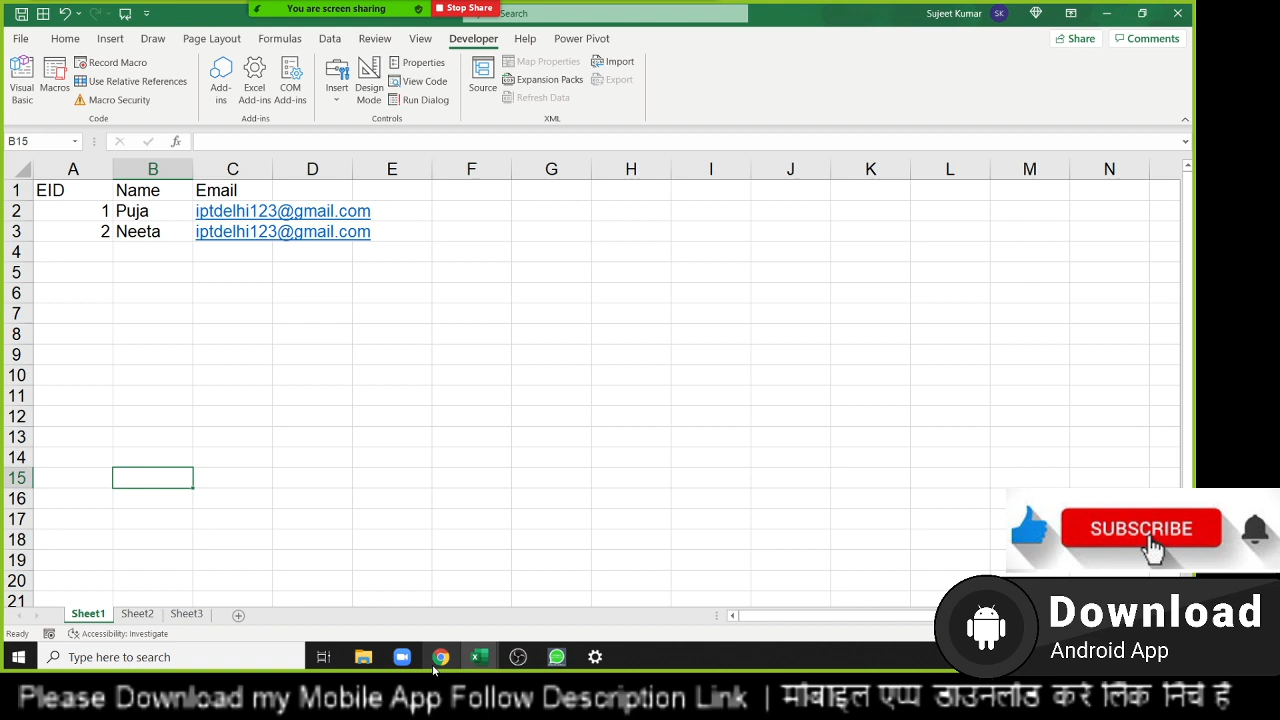 You are screen sharing
Stop Share
Search
Sujeet Kumar
SK
File Home Insert Draw Page Layout Formulas Data Review View Developer Help Power Pivot
Share
Comments
Visual Basic
Macros
Record Macro
Use Relative References
Macro Security
Code
Add-ins
Excel Add-ins
COM Add-ins
Add-ins
Insert
Design Mode
Properties
View Code
Run Dialog
Controls
Source
Map Properties
Expansion Packs
Refresh Data
Import
Export
XML
B15
fx
A B C D E F G H I J K L M N
1 EID Name Email
2 1 Puja iptdelhi123@gmail.com
3 2 Neeta iptdelhi123@gmail.com
4
5
6
7
8
9
10
11
12
13
14
15
16
17
18
19
20
21
SUBSCRIBE
Download
Android App
Sheet1 Sheet2 Sheet3
Ready
Accessibility: Investigate
Type here to search
Please Download my Mobile App Follow Description Link | मोबाइल एप्प डाउनलोड करे लिंक निचे है